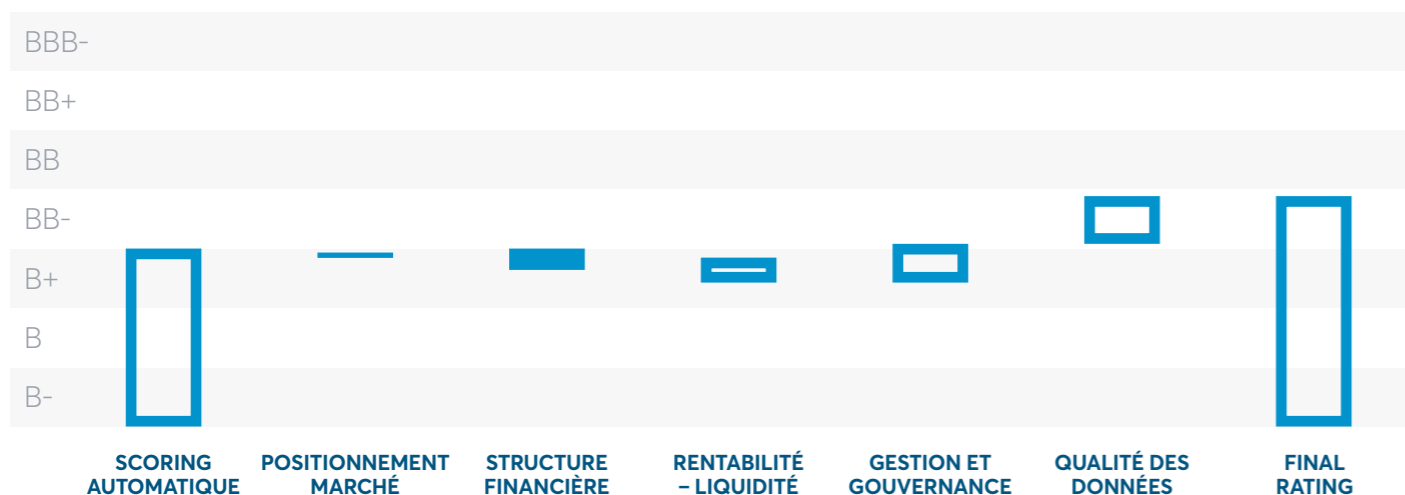 BBB-
BB+
BB
BB-
B+
B
B-
SCORING
AUTOMATIQUE
POSITIONNEMENT
MARCHÉ
STRUCTURE
FINANCIÈRE
RENTABILITÉ
– LIQUIDITÉ
GESTION ET
GOUVERNANCE
QUALITÉ DES
DONNÉES
FINAL
RATING